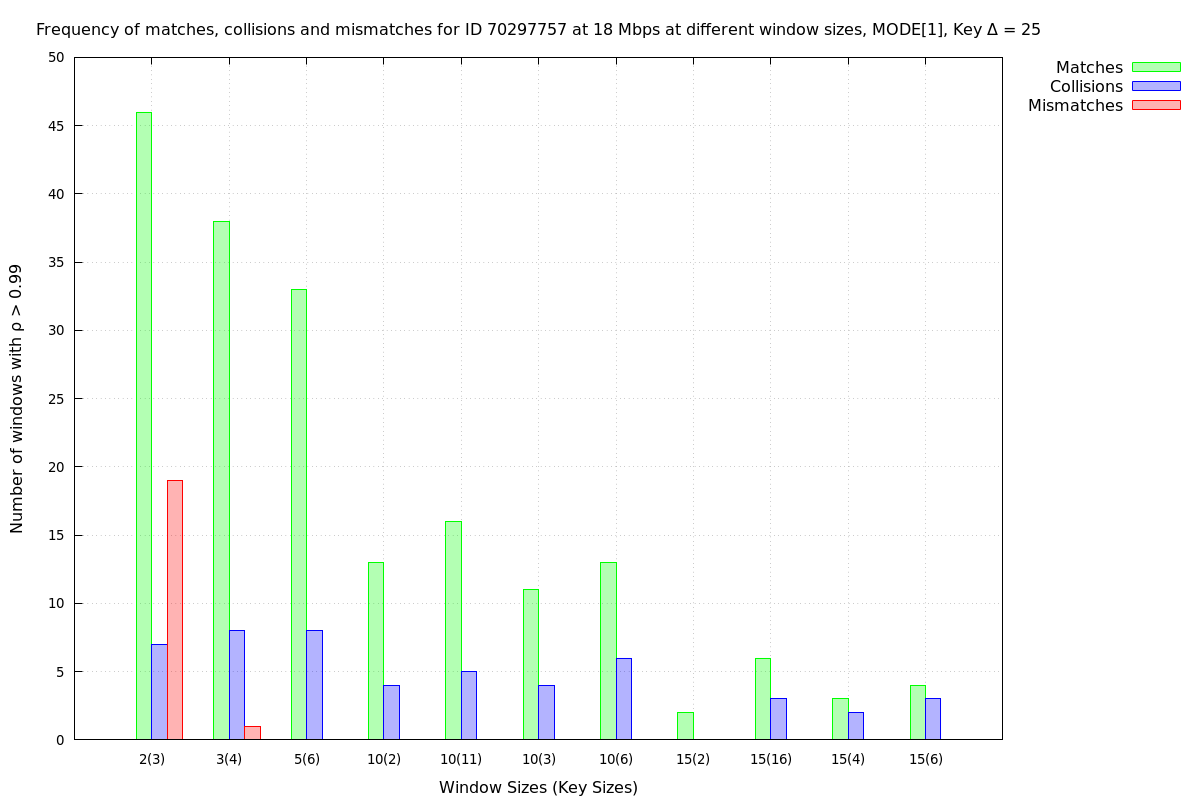 Frequency of matches, collisions and mismatches for ID 70297757 at 18 Mbps at different window sizes, MODE[1], Key Δ = 25
Matches
Collisions
Mismatches
Number of windows with ρ > 0.99
50
45
40
35
30
25
20
15
10
5
0
2(3) 3(4) 5(6) 10(2) 10(11) 10(3) 10(6) 15(2) 15(16) 15(4) 15(6)
Window Sizes (Key Sizes)